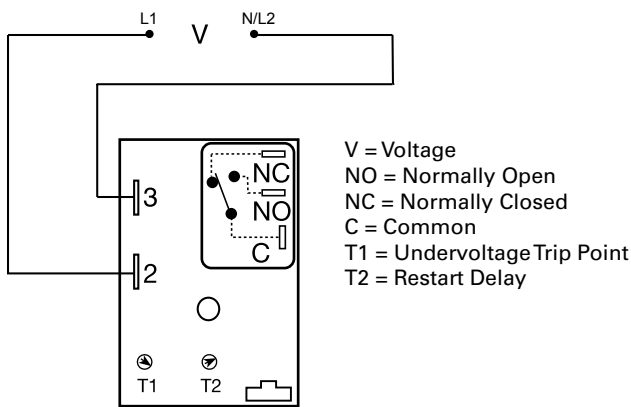 L1
V
N/L2
NC
3
NO
C
2
T1
T2
V = Voltage
NO = Normally Open
NC = Normally Closed
C = Common
T1 = Undervoltage Trip Point
T2 = Restart Delay